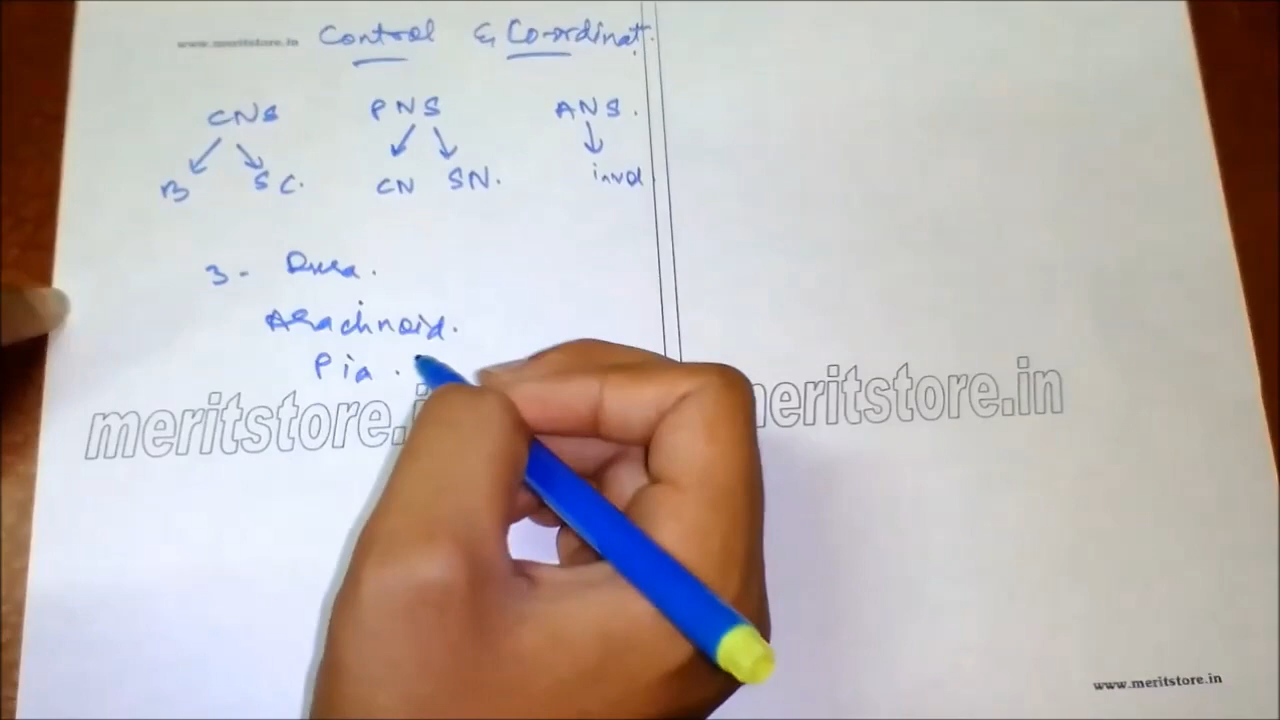 www.meritstore.in Control & Co-ordinat.
CNS PNS ANS.
B SC. CN SN. invol
3 - Dura.
Arachnoid.
Pia .
meritstore.i
meritstore.in
www.meritstore.in